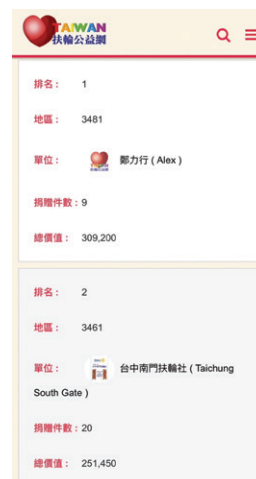 TAIWAN
扶輪公益網
排名： 1
地區： 3481
單位： 鄭力行 ( Alex )
捐贈件數：9
總價值： 309,200
排名： 2
地區： 3461
單位： 台中南門扶輪社 ( Taichung
South Gate )
捐贈件數：20
總價值： 251,450